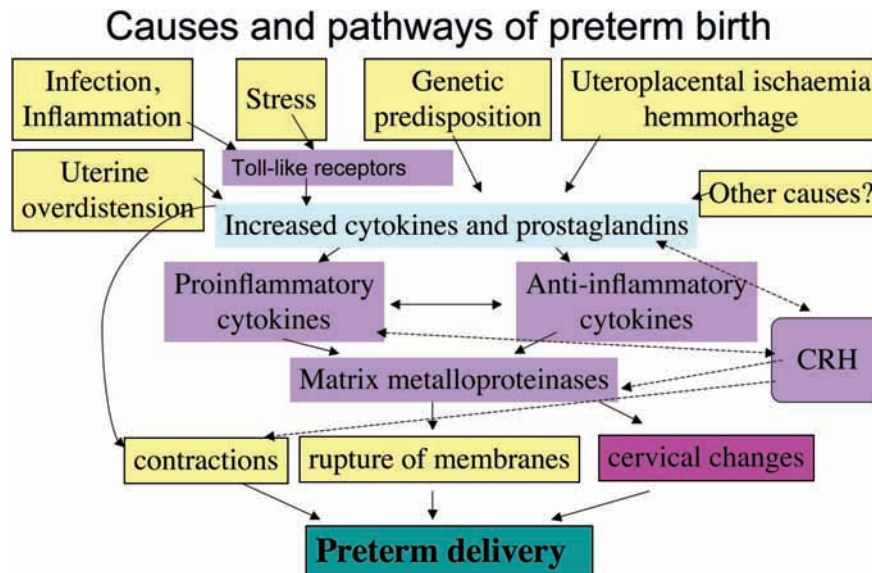 Causes and pathways of preterm birth
Infection,
Inflammation
Stress
Genetic
predisposition
Uteroplacental ischaemia
hemmorhage
Toll-like receptors
Uterine
overdistension
Other causes?
Increased cytokines and prostaglandins
Proinflammatory
cytokines
Anti-inflammatory
cytokines
CRH
Matrix metalloproteinases
contractions
rupture of membranes
cervical changes
Preterm delivery